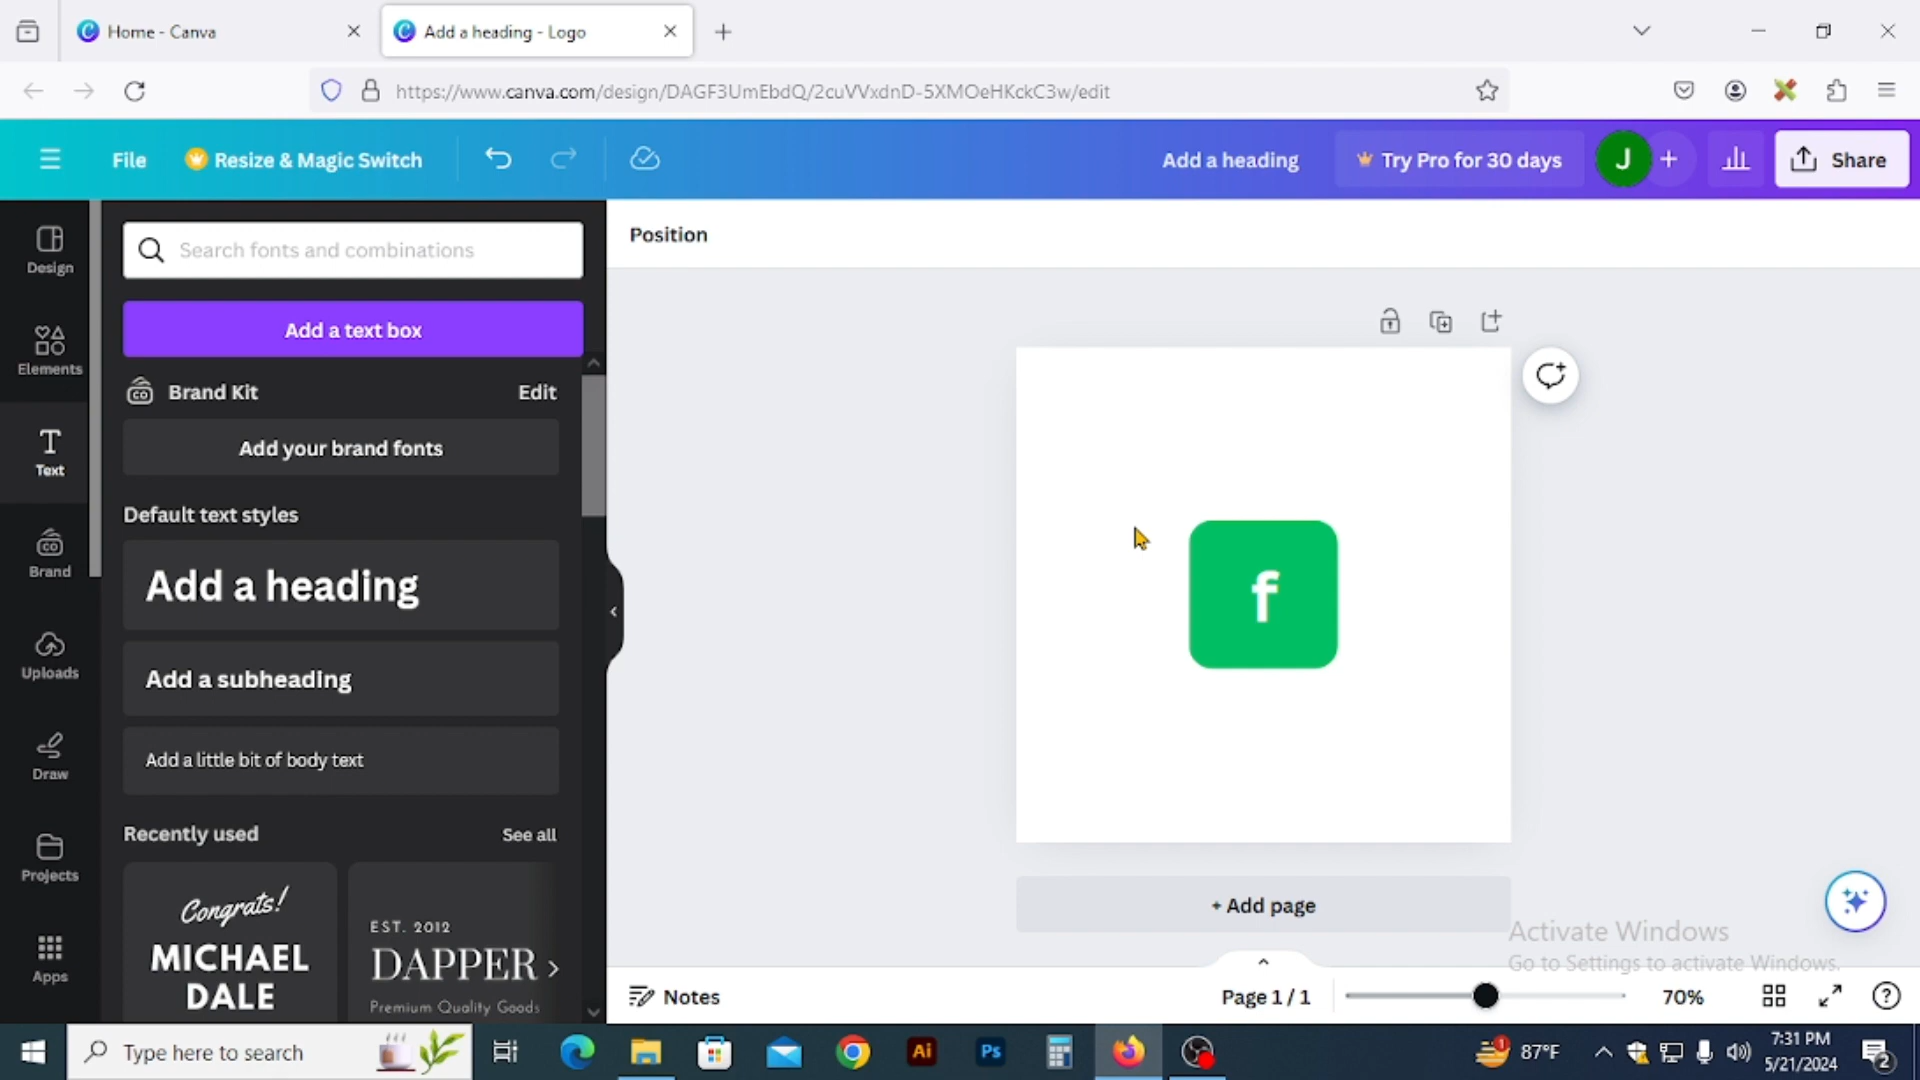 Home - Canva
Add a heading - Logo
https://www.canva.com/design/DAGF3UmEbdQ/2cuVVxdnD-5XMOeHKckC3w/edit
File
Resize & Magic Switch
Add a heading
Try Pro for 30 days
J
Share
Design
Elements
Text
Brand
Uploads
Draw
Projects
Apps
Search fonts and combinations
Add a text box
Brand Kit
Edit
Add your brand fonts
Default text styles
Add a heading
Add a subheading
Add a little bit of body text
Recently used
See all
Congrats!
MICHAEL
DALE
EST. 2012
DAPPER
Premium Quality Goods
Position
f
+ Add page
Activate Windows
Go to Settings to activate Windows.
Notes
Page 1 / 1
70%
Type here to search
Ai
Ps
87°F
7:31 PM
5/21/2024
2